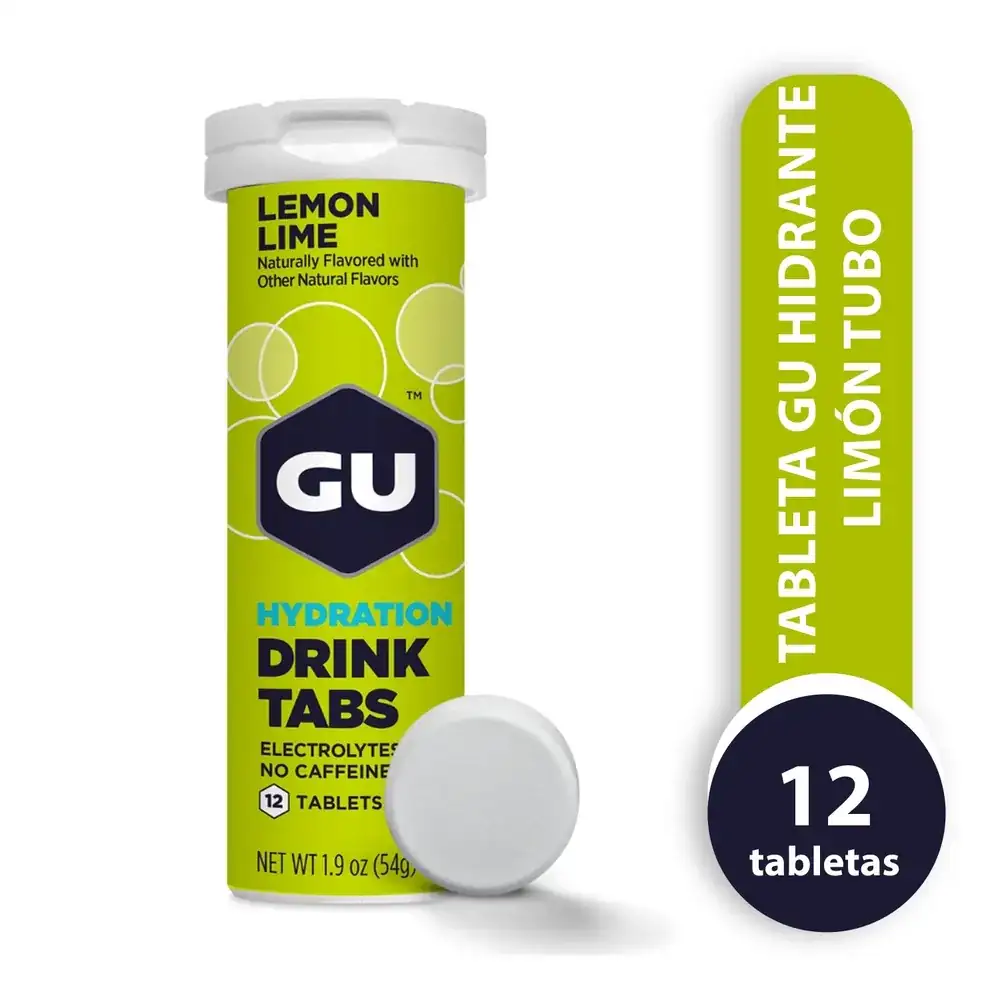 LEMON
LIME
Naturally Flavored with
Other Natural Flavors
TM
GU
HYDRATION
DRINK
TABS
ELECTROLYTES
NO CAFFEINE
12 TABLETS
NET WT 1.9 oz (54g)
TABLETA GU HIDRANTE
LIMÓN TUBO
12
tabletas